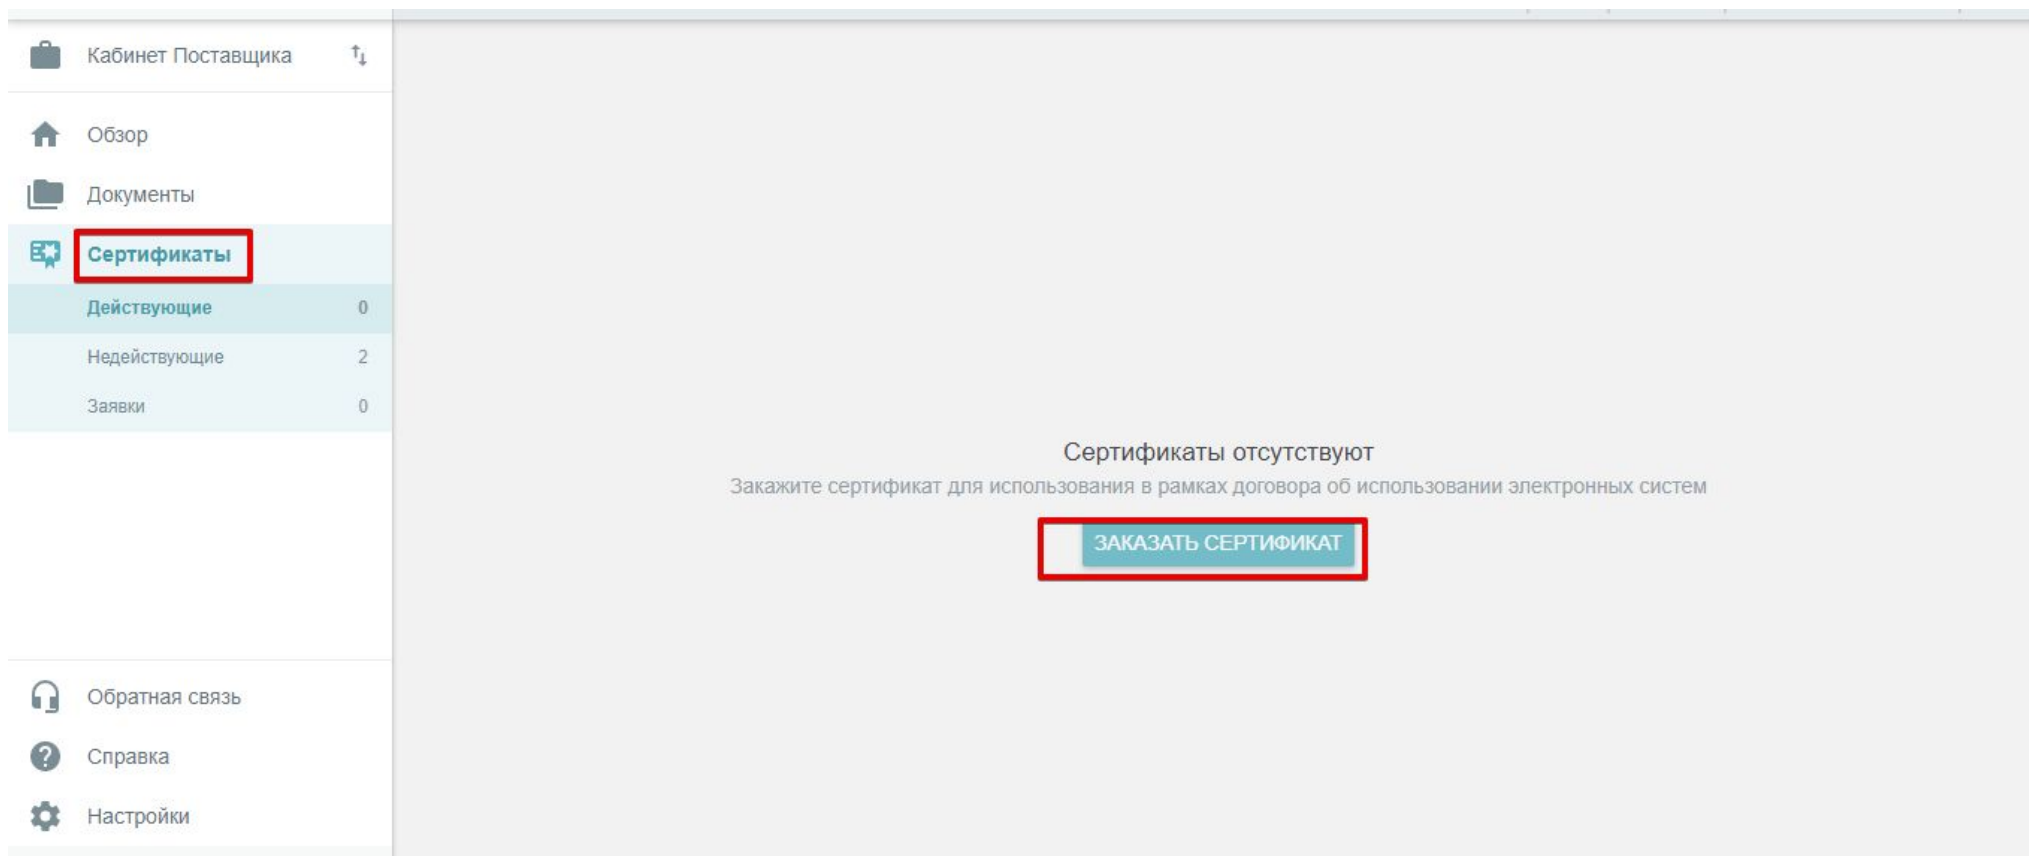 Кабинет Поставщика
Обзор
Документы
Сертификаты
Действующие 0
Недействующие 2
Заявки 0
Сертификаты отсутствуют
Закажите сертификат для использования в рамках договора об использовании электронных систем
ЗАКАЗАТЬ СЕРТИФИКАТ
Обратная связь
Справка
Настройки